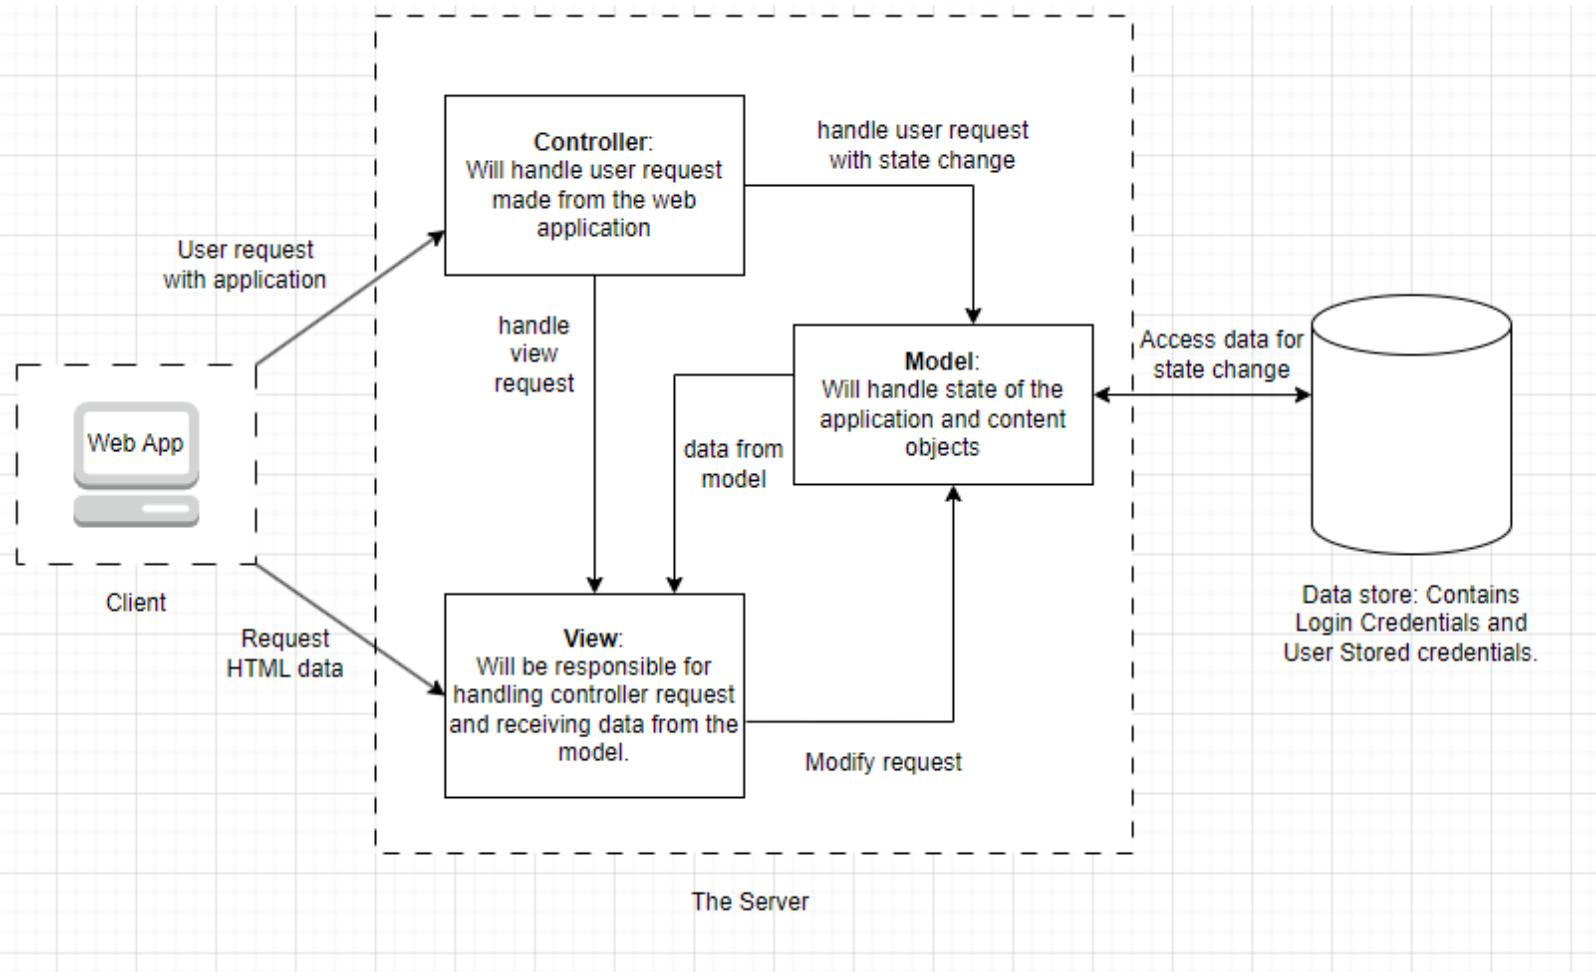 Controller:
Will handle user request
made from the web
application
handle user request
with state change
User request
with application
handle
view
request
Model:
Will handle state of the
application and content
objects
Access data for
state change
Web App
data from
model
Client
Request
HTML data
View:
Will be responsible for
handling controller request
and receiving data from the
model.
Modify request
Data store: Contains
Login Credentials and
User Stored credentials.
The Server